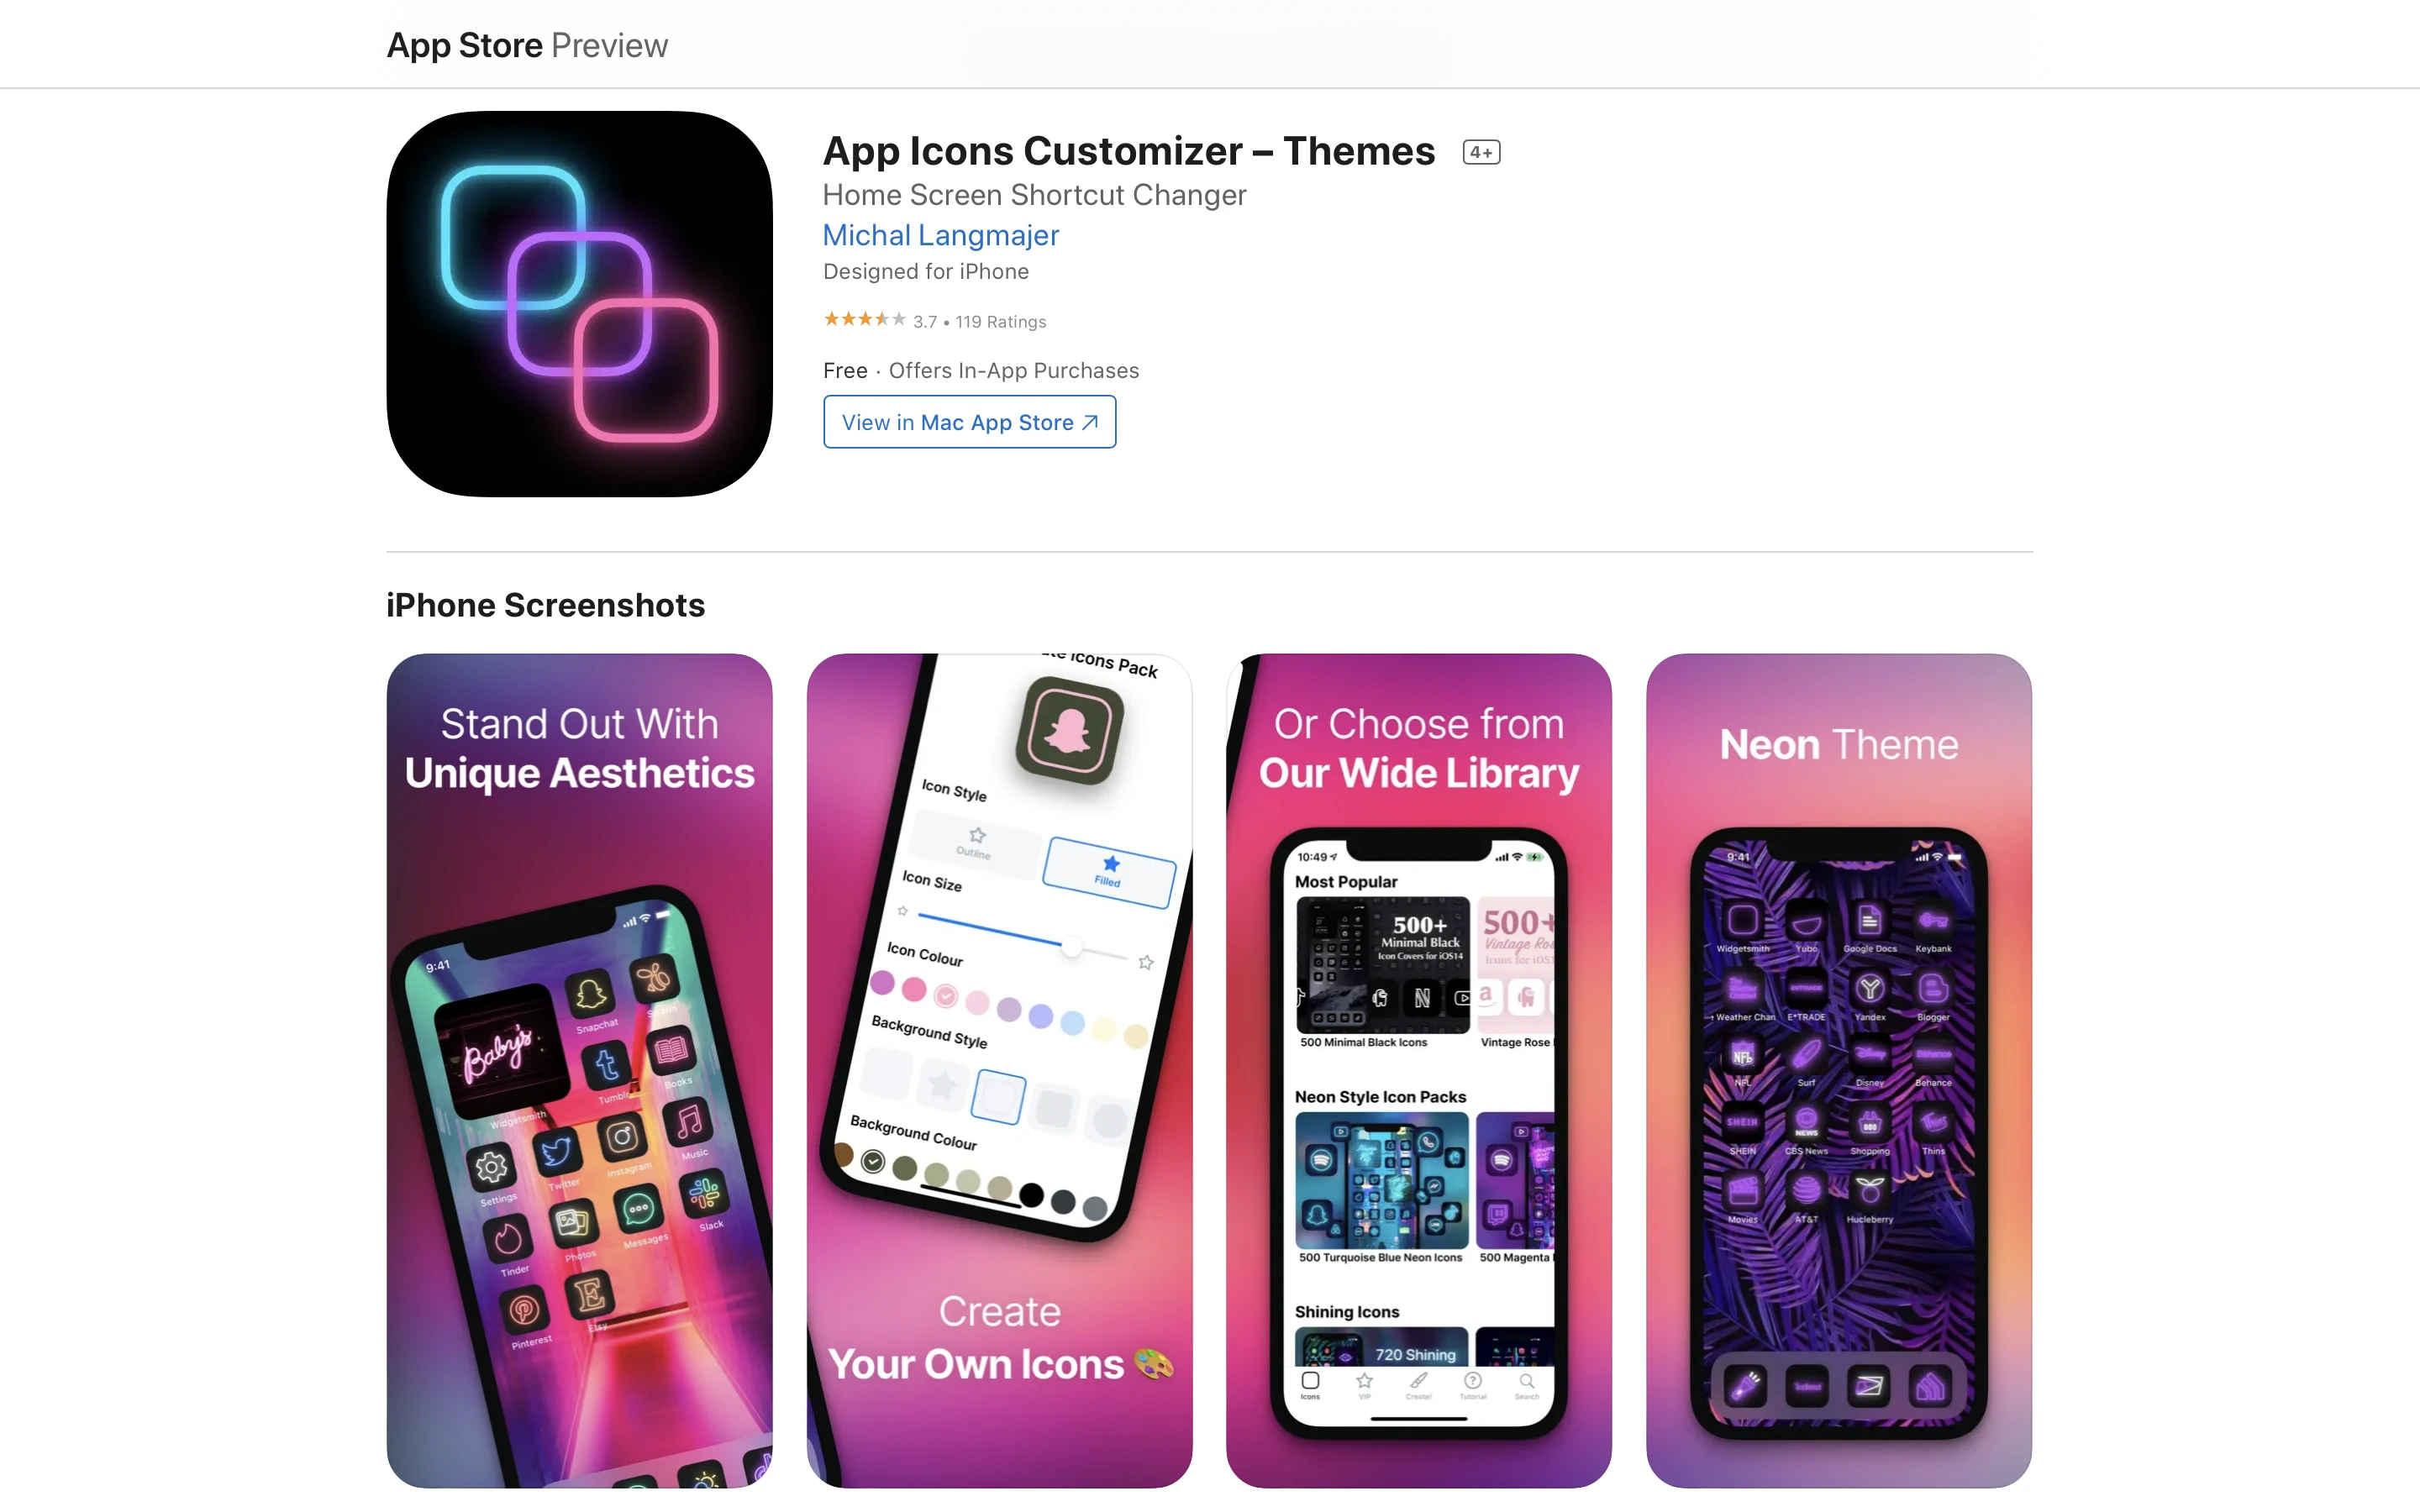 App Store Preview
App Icons Customizer – Themes 4+
Home Screen Shortcut Changer
Michal Langmajer
Designed for iPhone
3.7 • 119 Ratings
Free · Offers In-App Purchases
View in Mac App Store
iPhone Screenshots
Stand Out With
Unique Aesthetics
9:41
Baby's
Widgetsmith
Snapchat
Tumblr
Books
Settings
Twitter
Instagram
Music
Tinder
Photos
Messages
Slack
Pinterest
Etsy
Icons Pack
Icon Style
Outline
Filled
Icon Size
Icon Colour
Background Style
Background Colour
Create
Your Own Icons
Or Choose from
Our Wide Library
10:49
Most Popular
500+
Minimal Black
Icon Covers for iOS14
500+
Vintage Ros
Icons for iOS1
500 Minimal Black Icons
Vintage Rose
Neon Style Icon Packs
500 Turquoise Blue Neon Icons
500 Magenta
Shining Icons
720 Shining
Icons VIP Create! Tutorial Search
Neon Theme
9:41
Widgetsmith Yubo Google Docs Keybank
Weather Chan E*TRADE Yandex Blogger
NFL Surf Disney Behance
SHEIN CBS News Shopping Thins
Movies AT&T Hucleberry